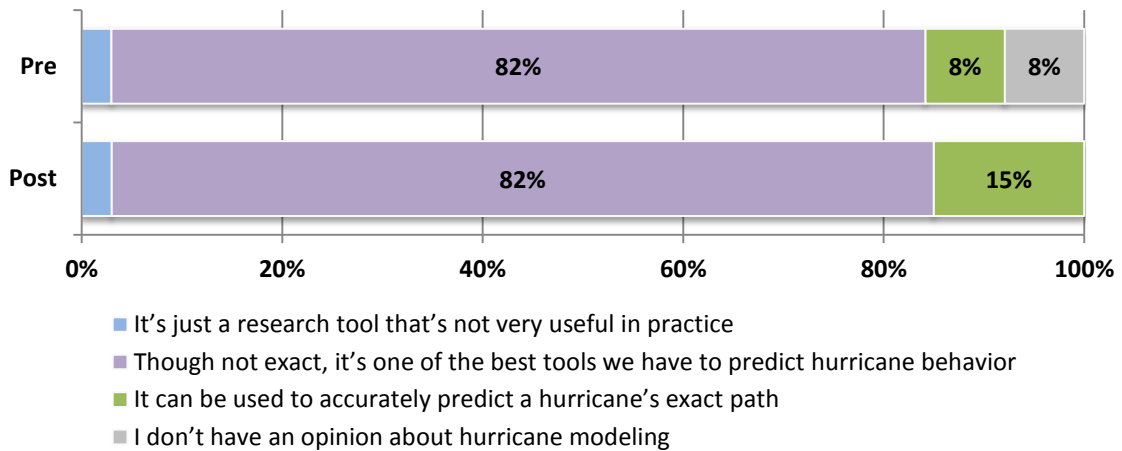 Pre
82%
8%
8%
Post
82%
15%
0%
20%
40%
60%
80%
100%
It’s just a research tool that’s not very useful in practice
Though not exact, it’s one of the best tools we have to predict hurricane behavior
It can be used to accurately predict a hurricane’s exact path
I don’t have an opinion about hurricane modeling